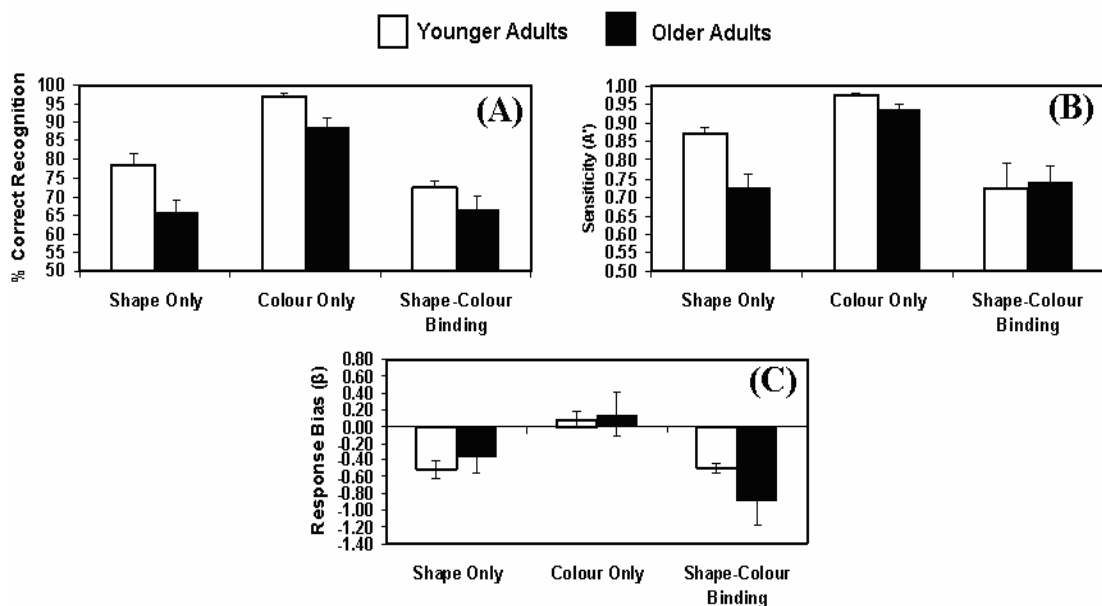 Younger Adults
Older Adults
% Correct Recognition
100
95
90
85
80
75
70
65
60
55
50
(A)
Shape Only
Colour Only
Shape-Colour
Binding
Sensiticity (A')
1.00
0.95
0.90
0.85
0.80
0.75
0.70
0.65
0.60
0.55
0.50
(B)
Shape Only
Colour Only
Shape-Colour
Binding
Response Bias (β)
0.80
0.60
0.40
0.20
0.00
-0.20
-0.40
-0.60
-0.80
-1.00
-1.20
-1.40
(C)
Shape Only
Colour Only
Shape-Colour
Binding